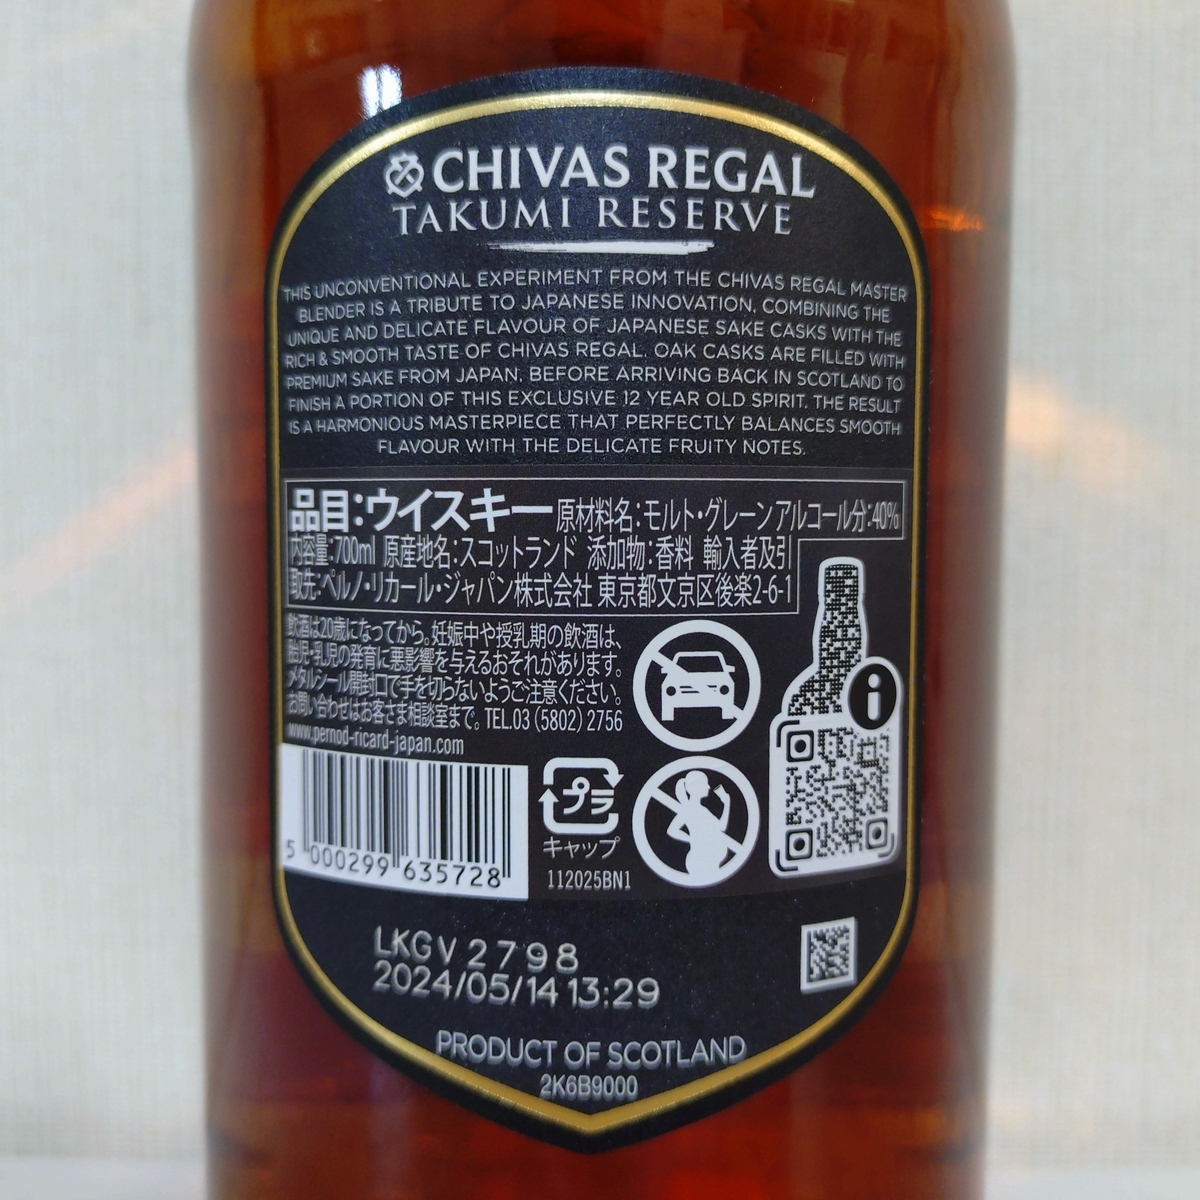 CHIVAS REGAL
TAKUMI RESERVE
THIS UNCONVENTIONAL EXPERIMENT FROM THE CHIVAS REGAL MASTER
BLENDER IS A TRIBUTE TO JAPANESE INNOVATION, COMBINING THE
UNIQUE AND DELICATE FLAVOUR OF JAPANESE SAKE CASKS WITH THE
RICH & SMOOTH TASTE OF CHIVAS REGAL. OAK CASKS ARE FILLED WITH
PREMIUM SAKE FROM JAPAN, BEFORE ARRIVING BACK IN SCOTLAND TO
FINISH A PORTION OF THIS EXCLUSIVE 12 YEAR OLD SPIRIT. THE RESULT
IS A HARMONIOUS MASTERPIECE THAT PERFECTLY BALANCES SMOOTH
FLAVOUR WITH THE DELICATE FRUITY NOTES.
品目:ウイスキー 原材料名:モルト・グレーンアルコール分:40%
内容量:700ml 原産地名:スコットランド 添加物:香料 輸入者及引
取先:ペルノ・リカール・ジャパン株式会社 東京都文京区後楽2-6-1
飲酒は20歳になってから。妊娠中や授乳期の飲酒は、
胎児・乳児の発育に悪影響を与えるおそれがあります。
メタルシール開封口で手を切らないようご注意ください。
お問い合わせはお客さま相談室まで。TEL.03 (5802) 2756
www.pernod-ricard-japan.com
5 000299 635728
プラ
キャップ
112025BN1
i
LKGV 2798
2024/05/14 13:29
PRODUCT OF SCOTLAND
2K6B9000